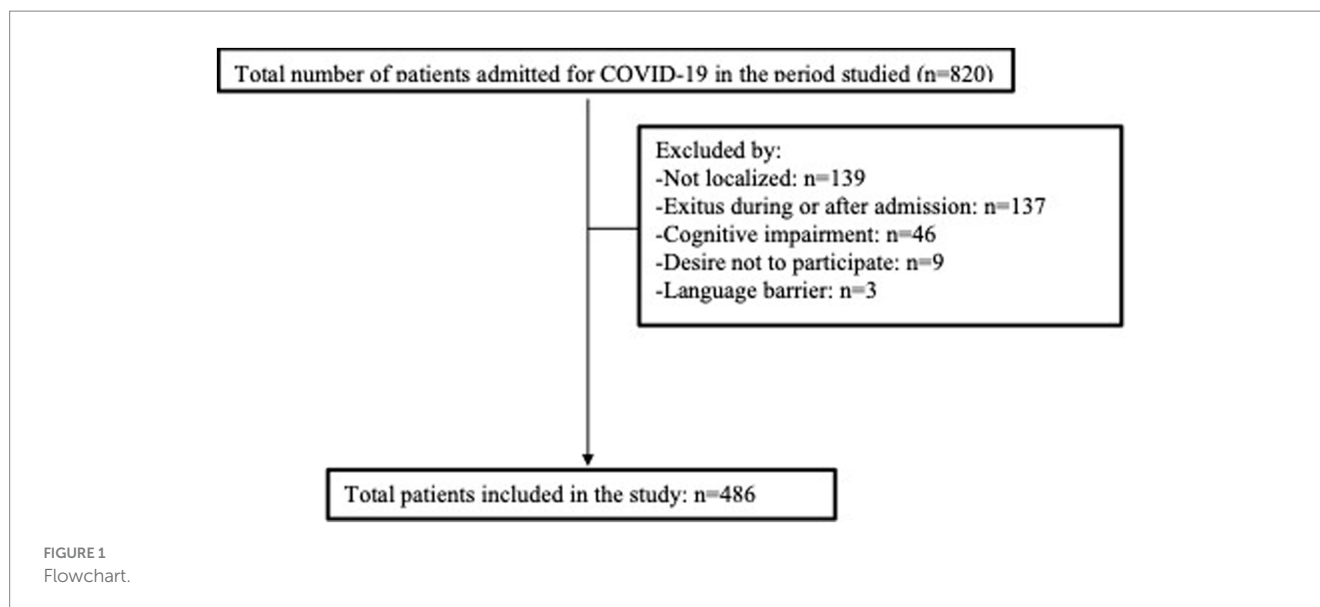 Total number of patients admitted for COVID-19 in the period studied (n=820)
Excluded by:
-Not localized: n=139
-Exitus during or after admission: n=137
-Cognitive impairment: n=46
-Desire not to participate: n=9
-Language barrier: n=3
Total patients included in the study: n=486
FIGURE 1
Flowchart.